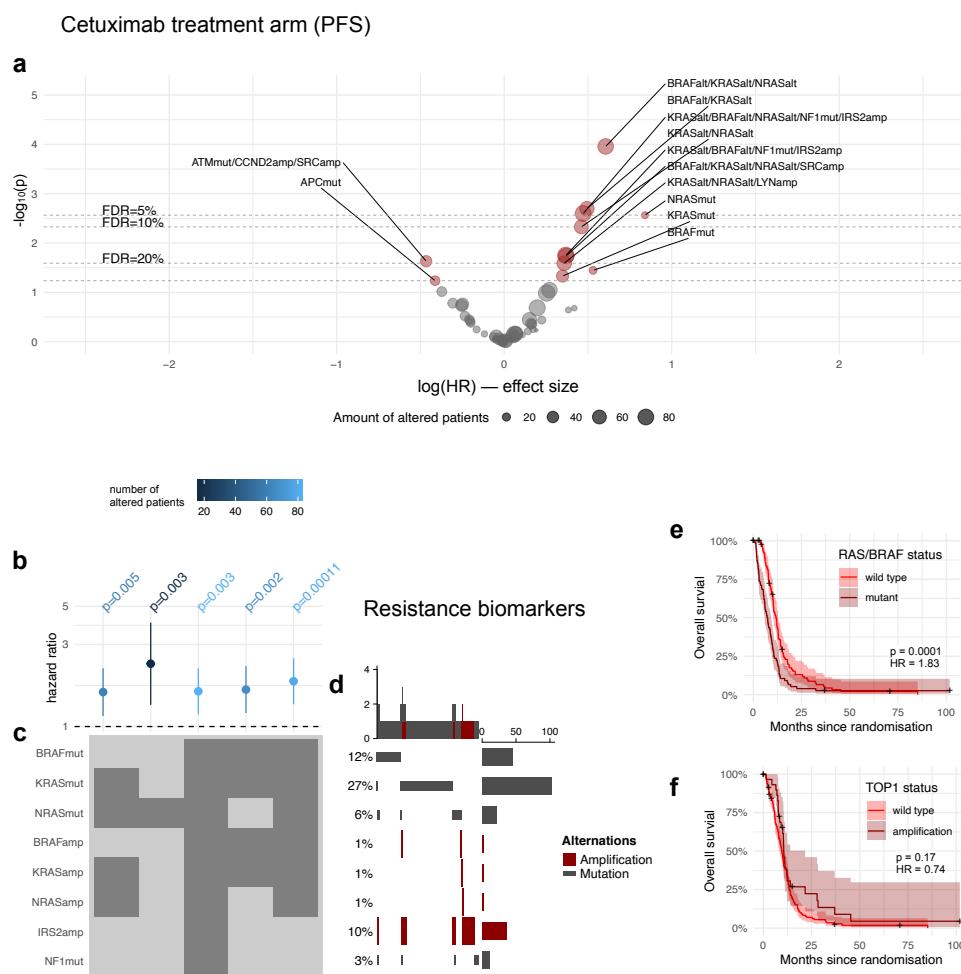 Cetuximab treatment arm (PFS)
a
BRAFalt/KRASalt/NRASalt
BRAFalt/KRASalt
KRASalt/BRAFalt/NRASalt/NF1mut/IRS2amp
KRASalt/NRASalt
KRASalt/BRAFalt/NF1mut/IRS2amp
BRAFalt/KRASalt/NRASalt/SRCamp
KRASalt/NRASalt/LYNamp
NRASmut
KRASmut
BRAFmut
ATMmut/CCND2amp/SRCamp
APCmut
FDR=5%
FDR=10%
FDR=20%
-log10(p)
5
4
3
2
1
0
−2
−1
0
1
2
log(HR) — effect size
Amount of altered patients 20 40 60 80
number of
altered patients
20 40 60 80
b
p=0.005
p=0.003
p=0.003
p=0.002
p=0.00011
hazard ratio
5
3
1
c
BRAFmut
KRASmut
NRASmut
BRAFamp
KRASamp
NRASamp
IRS2amp
NF1mut
Resistance biomarkers
d
4
2
0
0 50 100
12%
27%
6%
1%
1%
1%
10%
3%
Alternations
Amplification
Mutation
e
Overall survial
100%
75%
50%
25%
0%
RAS/BRAF status
wild type
mutant
p = 0.0001
HR = 1.83
0 25 50 75 100
Months since randomisation
f
Overall survial
100%
75%
50%
25%
0%
TOP1 status
wild type
amplification
p = 0.17
HR = 0.74
0 25 50 75 100
Months since randomisation